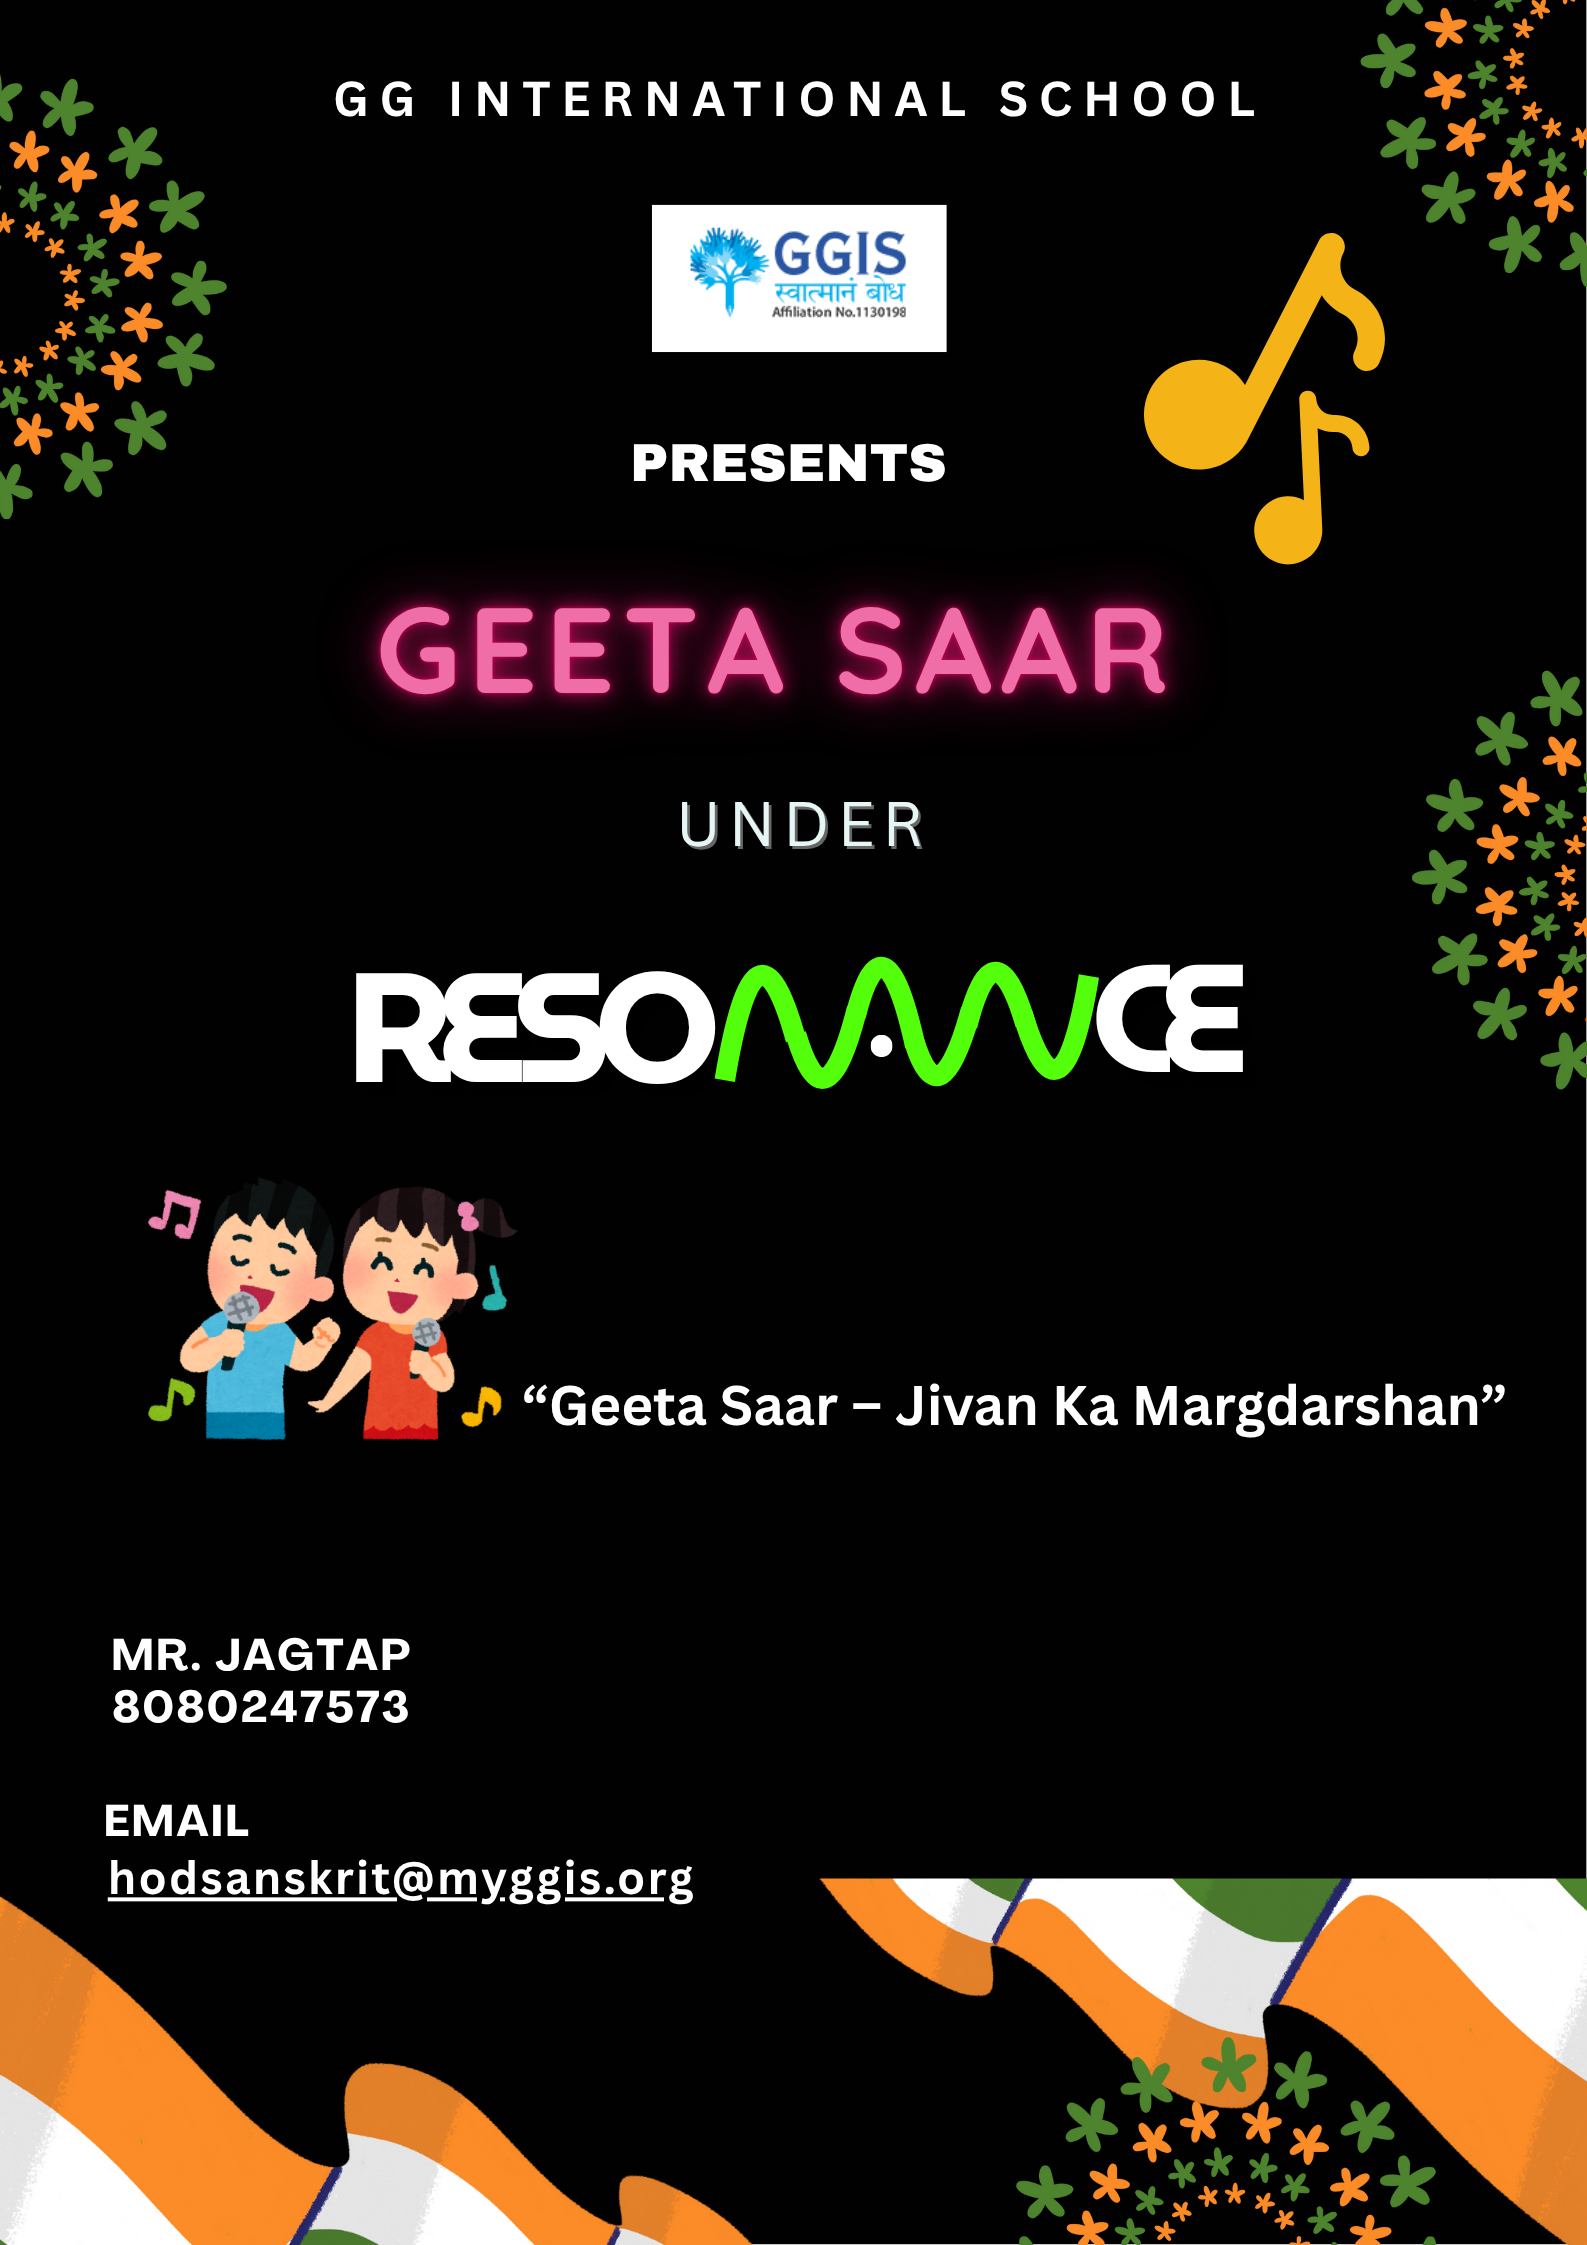 GG INTERNATIONAL SCHOOL
GGIS
स्वात्मानं बोध
Affiliation No.1130198
PRESENTS
GEETA SAAR
UNDER
RESONANCE
“Geeta Saar – Jivan Ka Margdarshan”
MR. JAGTAP
8080247573
EMAIL
hodsanskrit@myggis.org